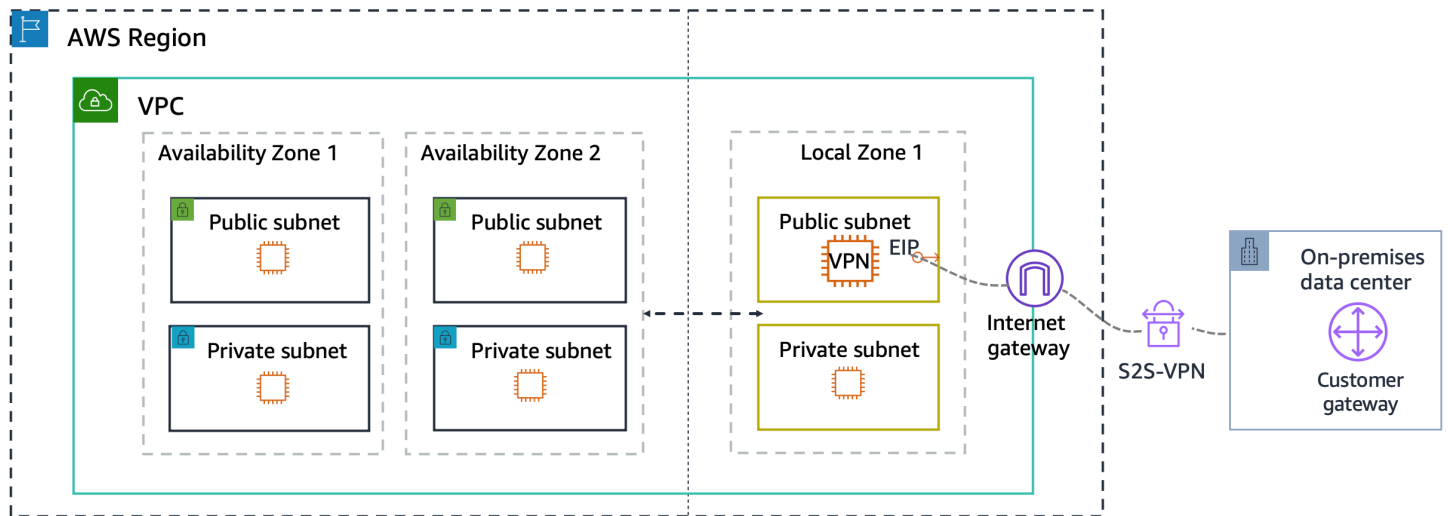 AWS Region
VPC
Availability Zone 1
Availability Zone 2
Local Zone 1
Public subnet
Public subnet
Public subnet
VPN
EIP
Private subnet
Private subnet
Private subnet
Internet
gateway
S2S-VPN
On-premises
data center
Customer
gateway